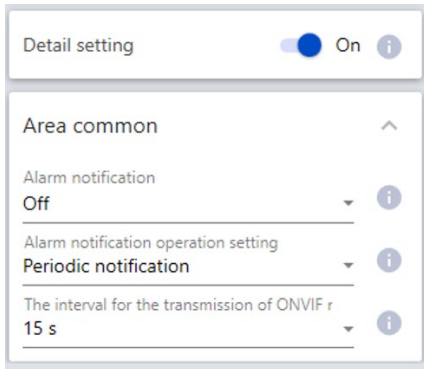 Detail setting
On
Area common
Alarm notification
Off
Alarm notification operation setting
Periodic notification
The interval for the transmission of ONVIF r
15 s